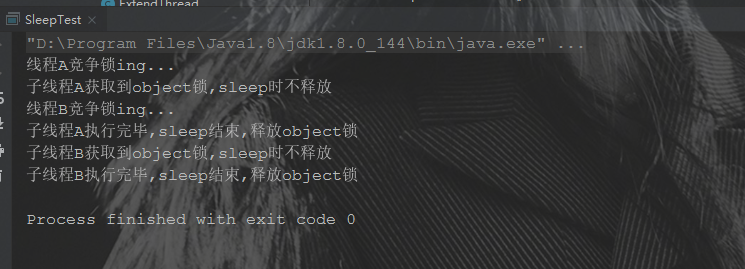 ExtendThread
SleepTest ×
"D:\Program Files\Java1.8\jdk1.8.0_144\bin\java.exe" ...
线程A竞争锁ing...
子线程A获取到object锁,sleep时不释放
线程B竞争锁ing...
子线程A执行完毕,sleep结束,释放object锁
子线程B获取到object锁,sleep时不释放
子线程B执行完毕,sleep结束,释放object锁
Process finished with exit code 0